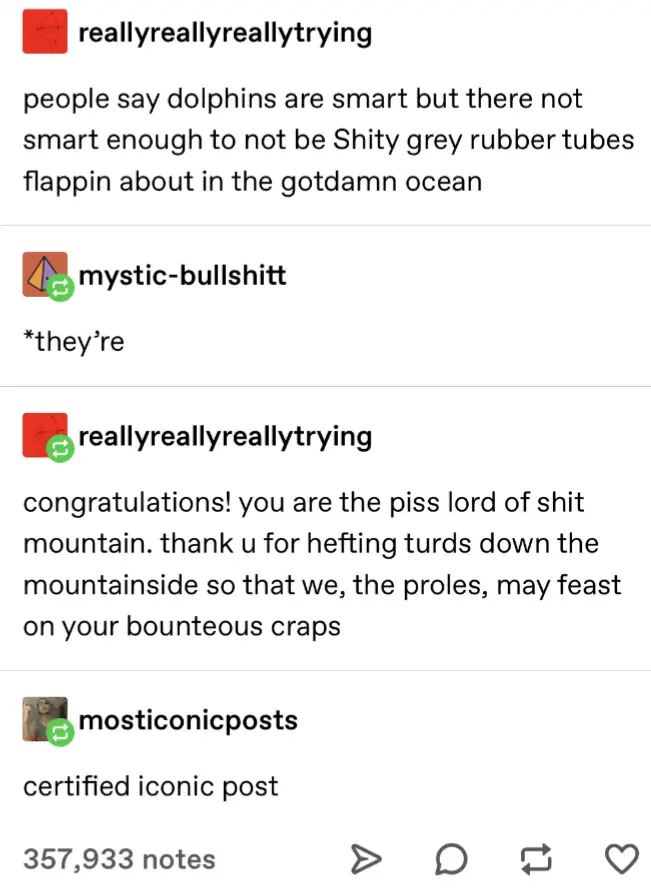 reallyreallyreallytrying
people say dolphins are smart but there not
smart enough to not be Shity grey rubber tubes
flappin about in the gotdamn ocean
mystic-bullshitt
*they’re
reallyreallyreallytrying
congratulations! you are the piss lord of shit
mountain. thank u for hefting turds down the
mountainside so that we, the proles, may feast
on your bounteous craps
mosticonicposts
certified iconic post
357,933 notes